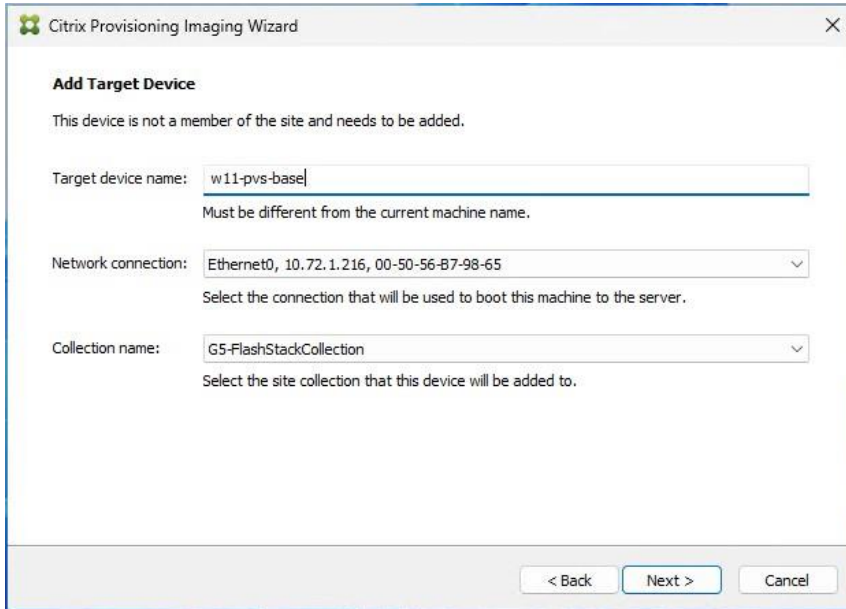 Citrix Provisioning Imaging Wizard
Add Target Device
This device is not a member of the site and needs to be added.
Target device name: w11-pvs-base
Must be different from the current machine name.
Network connection: Ethernet0, 10.72.1.216, 00-50-56-B7-98-65
Select the connection that will be used to boot this machine to the server.
Collection name: G5-FlashStackCollection
Select the site collection that this device will be added to.
< Back Next > Cancel